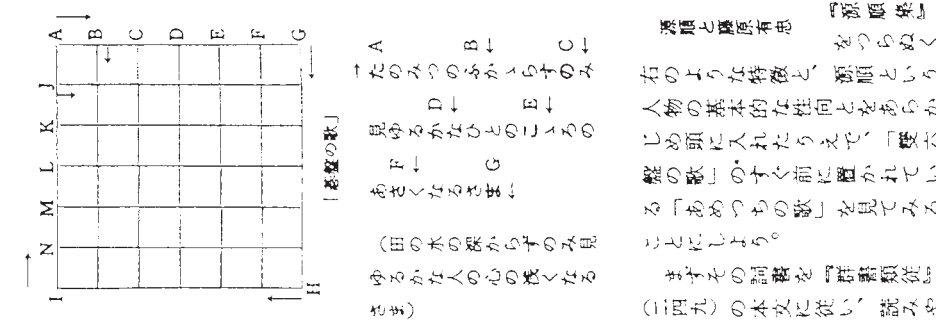 A B C D E F G
J K L M N
I H
「碁盤の歌」
A B C
→たのみつのふかゝらすのみ
D E
見ゆるかなひとのこゝろの
F G
あさくなるさま
（田の水の深からずのみ見
ゆるかな人の心の浅くなる
さま）
源順と藤原有忠
『源順集』
をつらぬく
右のような特徴と、源順という
人物の基本的な性向とをあらか
じめ頭に入れたうえで、「雙六
盤の歌」のすぐ前に置かれてい
る「あめつちの歌」を見てみる
ことにしよう。
まずその詞書を『群書類従』
（二四九）の本文に従い、読みや